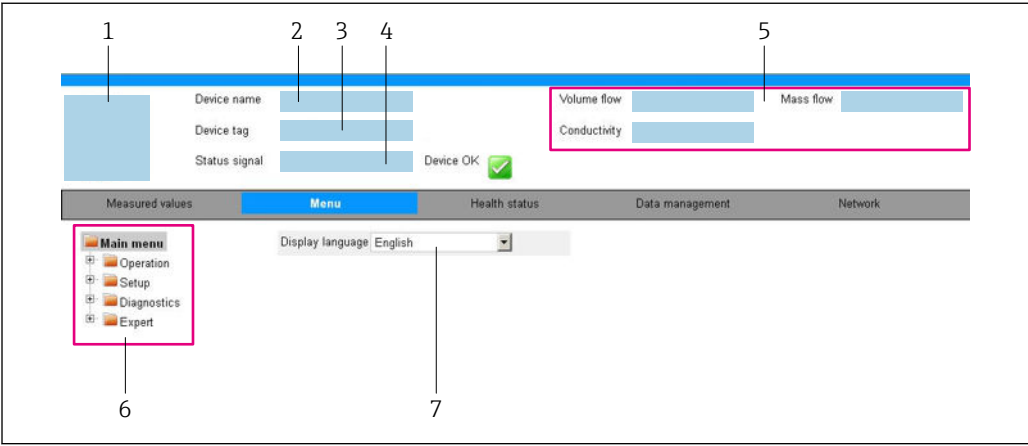 1 2 3 4 5
Device name Volume flow Mass flow
Device tag Conductivity
Status signal Device OK
Measured values Menu Health status Data management Network
Main menu Display language English
Operation
Setup
Diagnostics
Expert
6 7